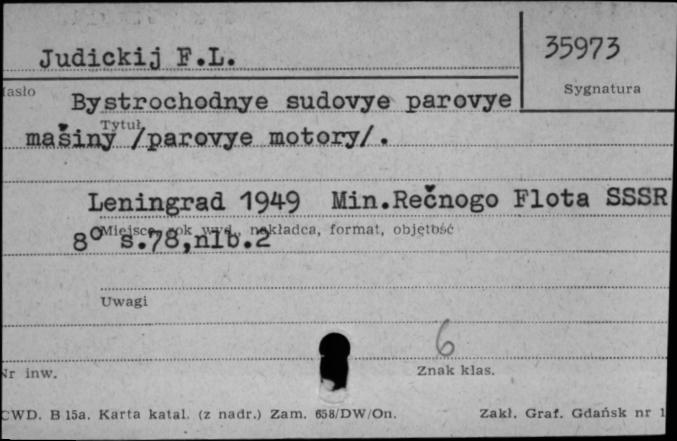 Judickij F.L.
35973
Sygnatura
asło
Bystrochodnye sudovye parovye
Tytuł
mašiny /parovye motory/.
Leningrad 1949 Min.Rečnogo Flota SSSR
Miejsce, rok wyd., nakładca, format, objętość
8° s.78,nlb.2
Uwagi
6
Nr inw.
Znak klas.
CWD. B 15a. Karta katal. (z nadr.) Zam. 658/DW/On.
Zakł. Graf. Gdańsk nr 1